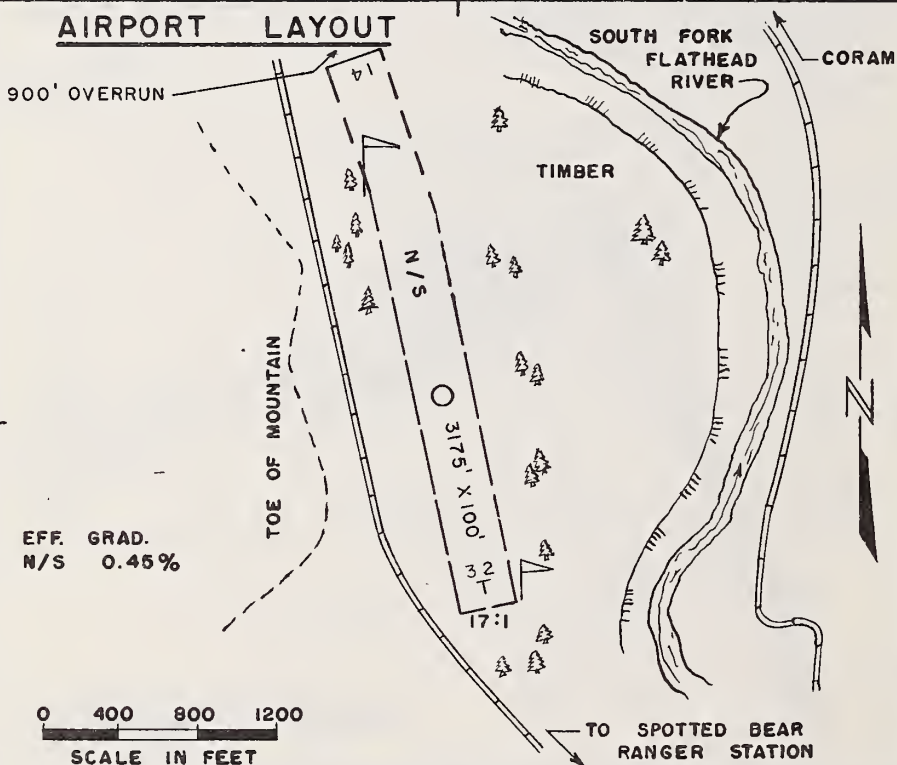 AIRPORT LAYOUT
900' OVERRUN
14
SOUTH FORK
FLATHEAD
RIVER
CORAM
TIMBER
N/S
TOE OF MOUNTAIN
3175' X 100'
N
EFF. GRAD.
N/S 0.45%
32
T
17:1
0 400 800 1200
SCALE IN FEET
TO SPOTTED BEAR
RANGER STATION